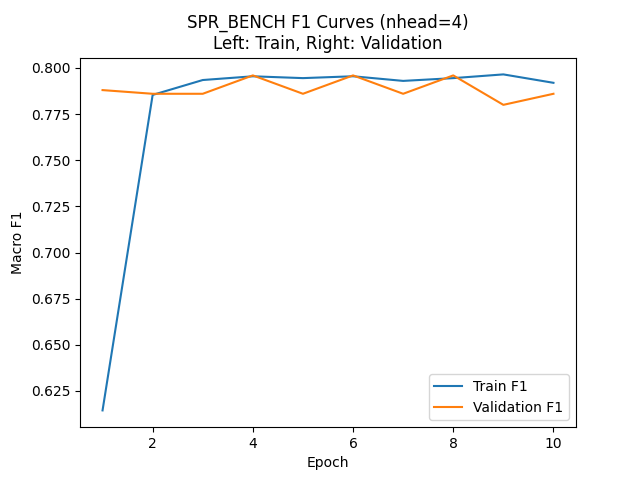 SPR_BENCH F1 Curves (nhead=4)
Left: Train, Right: Validation
Macro F1
0.800
0.775
0.750
0.725
0.700
0.675
0.650
0.625
2
4
6
8
10
Epoch
Train F1
Validation F1